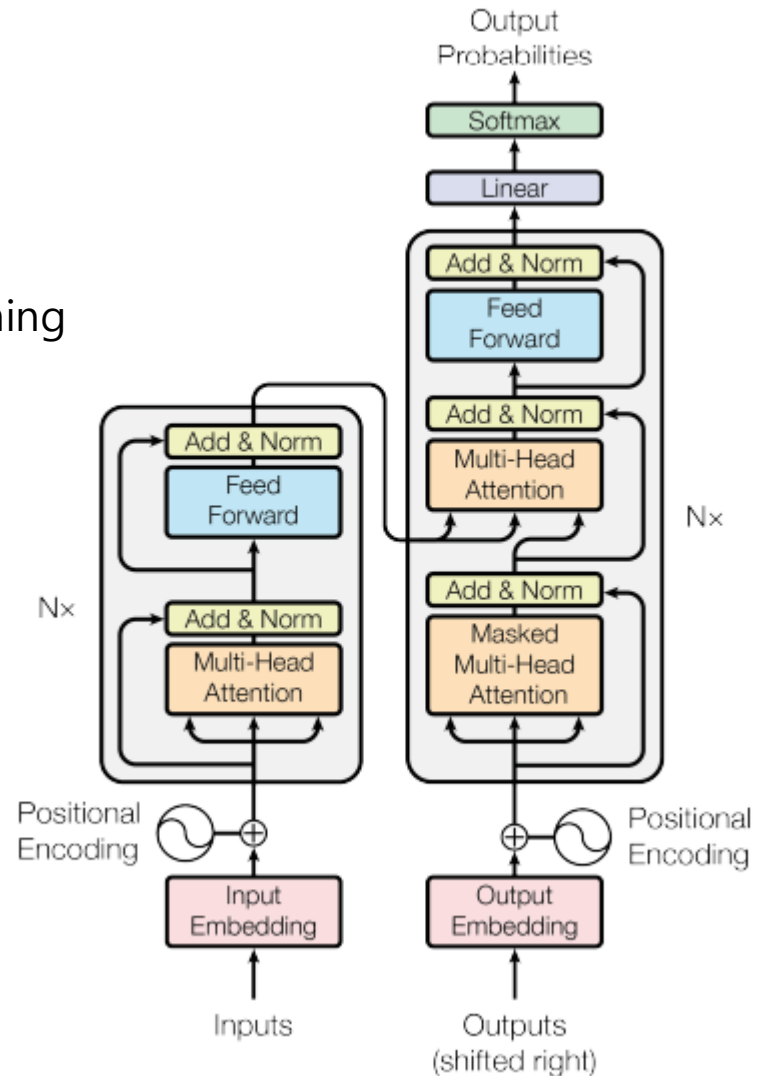 Output
Probabilities
Softmax
Linear
Add & Norm
Feed
Forward
Add & Norm
Multi-Head
Attention
Add & Norm
Masked
Multi-Head
Attention
Nx
Positional
Encoding
Output
Embedding
Outputs
(shifted right)
ning
Add & Norm
Feed
Forward
Add & Norm
Multi-Head
Attention
Nx
Positional
Encoding
Input
Embedding
Inputs